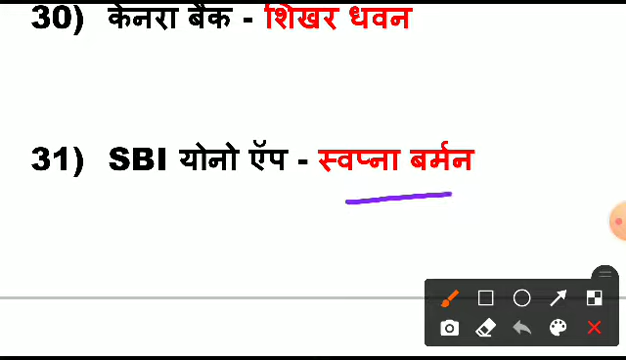 30) केनरा बैंक - शिखर धवन
31) SBI योनो ऍप - स्वप्ना बर्मन